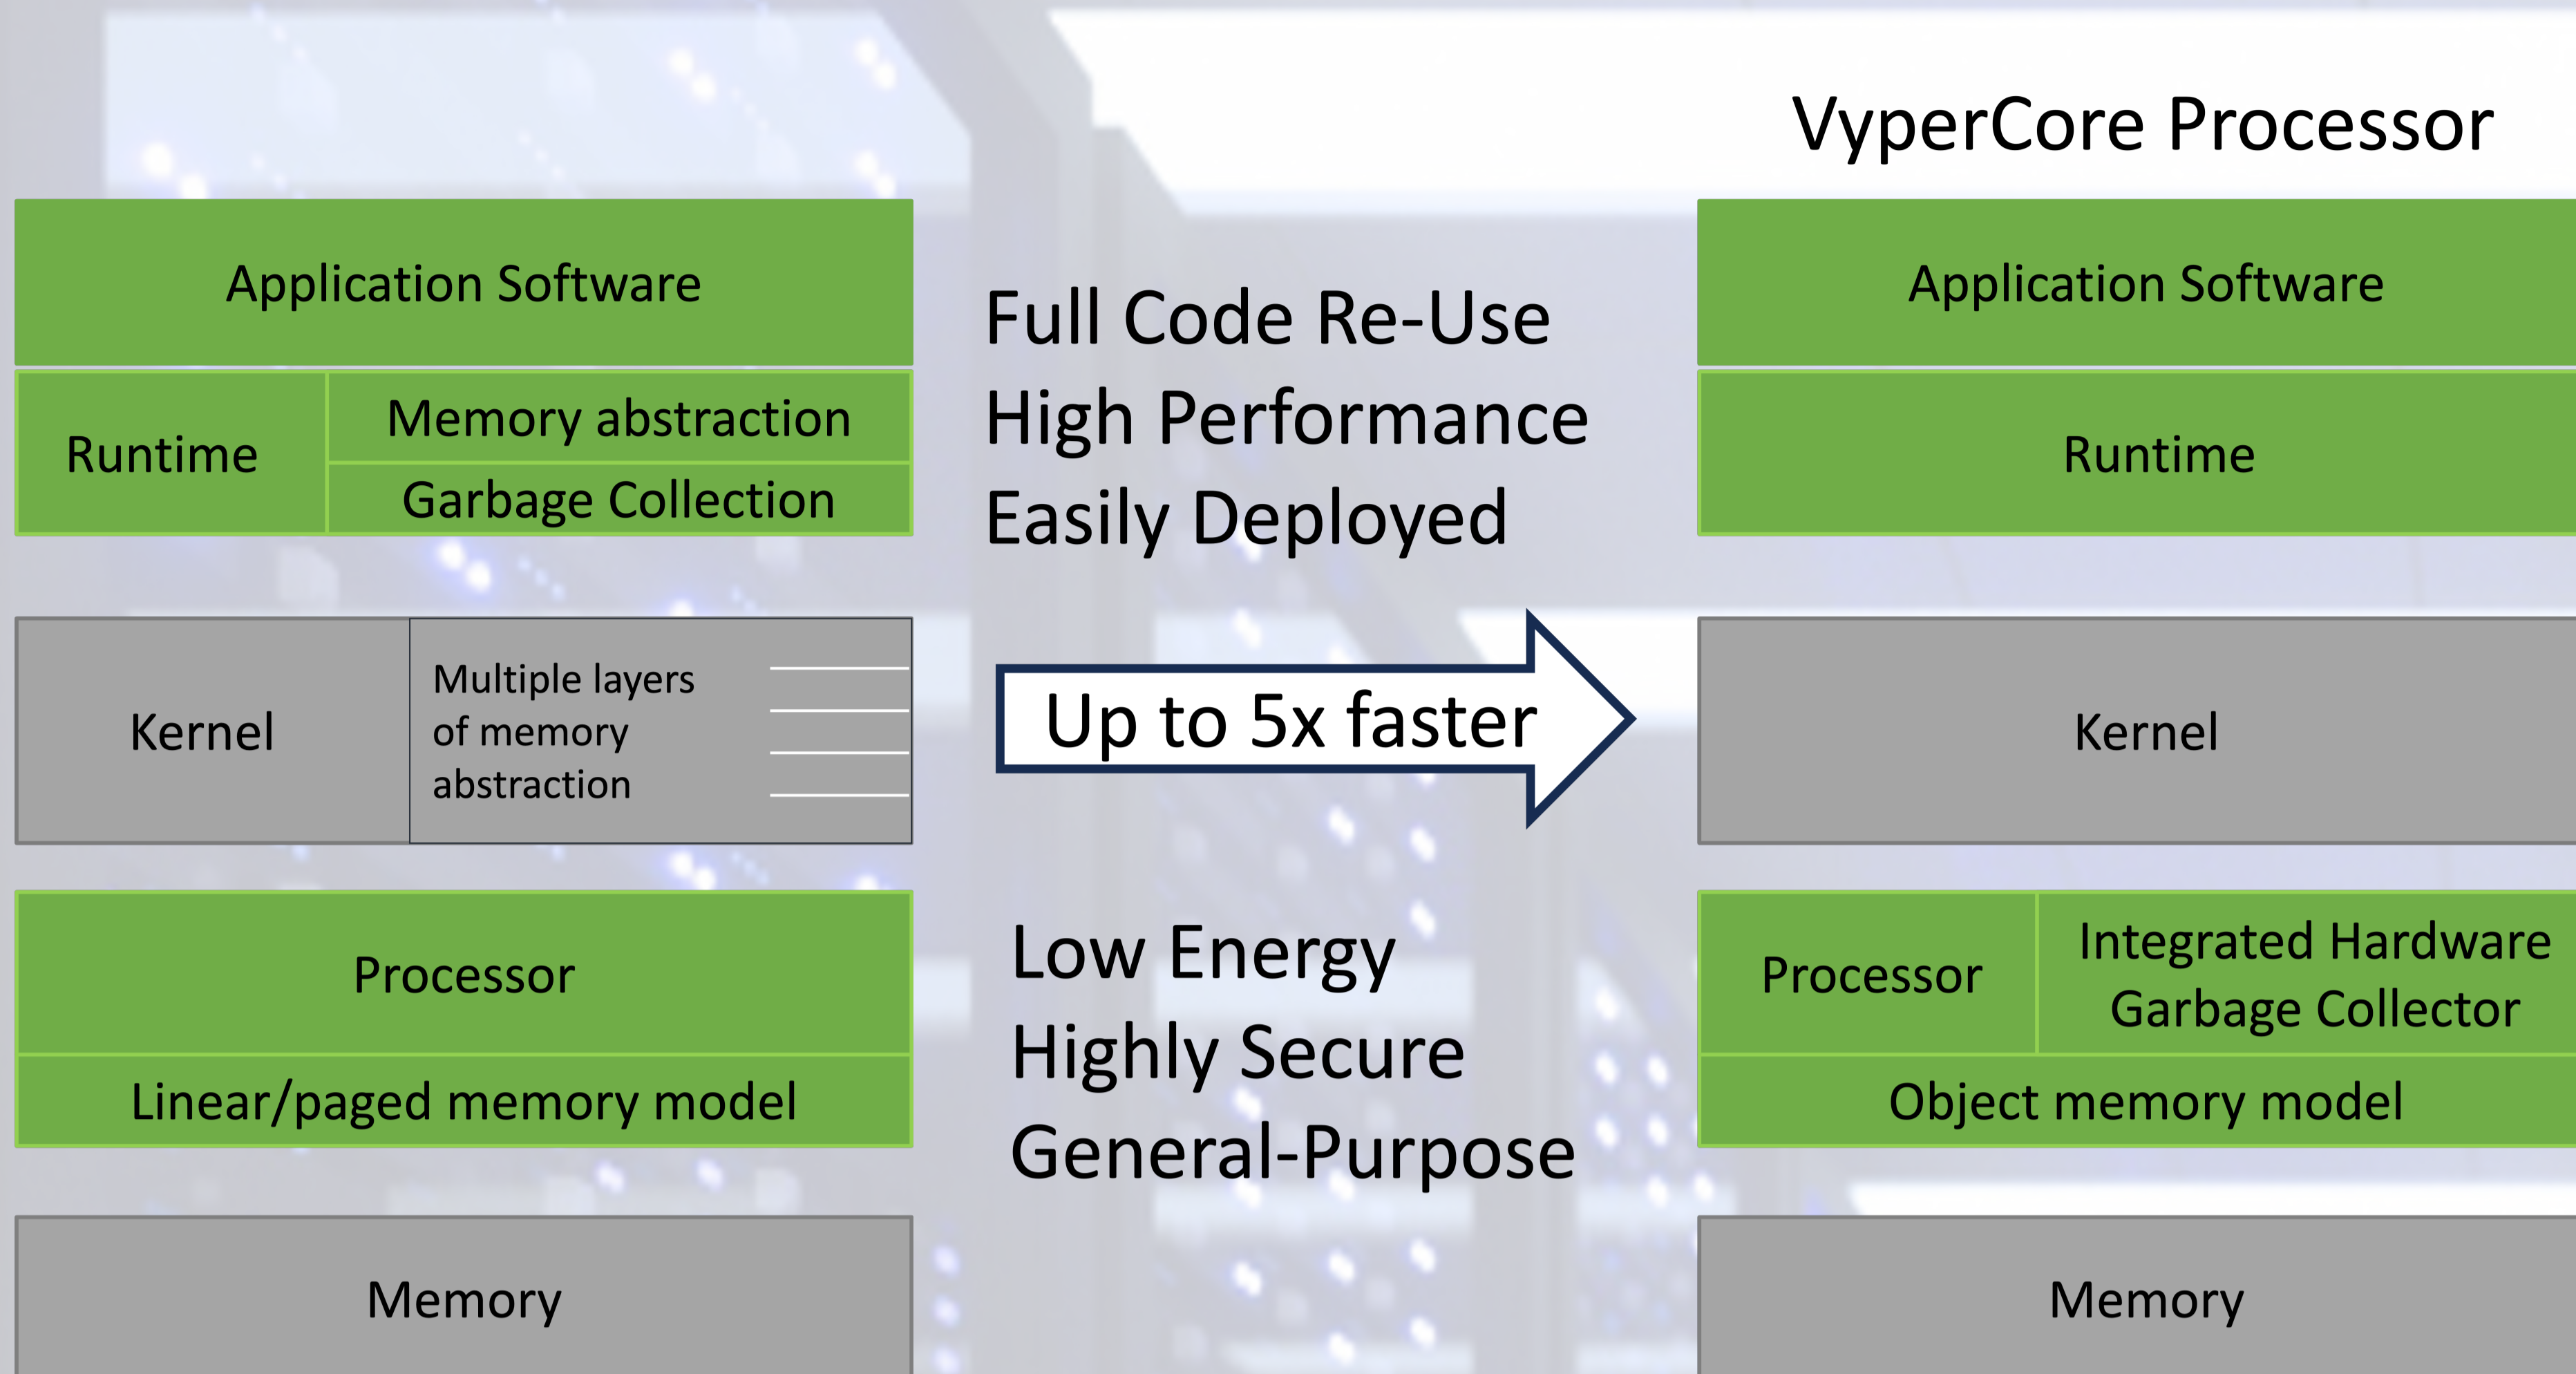 VyperCore Processor
Application Software
Runtime
Memory abstraction
Garbage Collection
Kernel
Multiple layers
of memory
abstraction
Processor
Linear/paged memory model
Memory
Full Code Re-Use
High Performance
Easily Deployed
Up to 5x faster
Low Energy
Highly Secure
General-Purpose
Application Software
Runtime
Kernel
Processor
Integrated Hardware
Garbage Collector
Object memory model
Memory